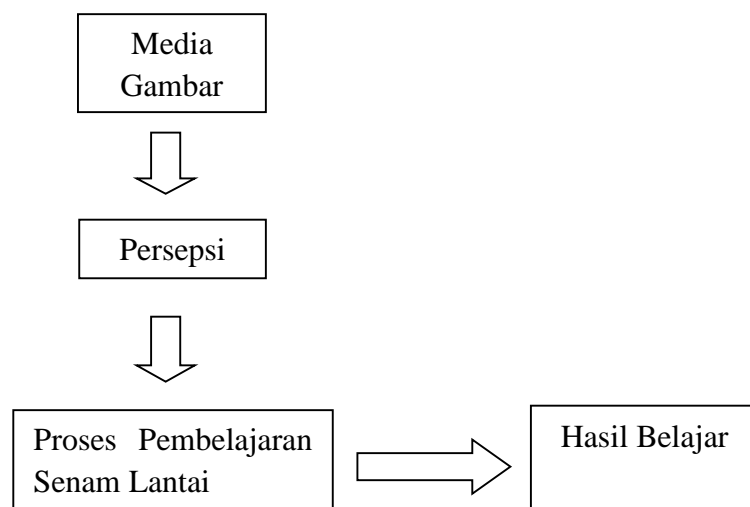 Media
Gambar
Persepsi
Proses Pembelajaran
Senam Lantai
Hasil Belajar